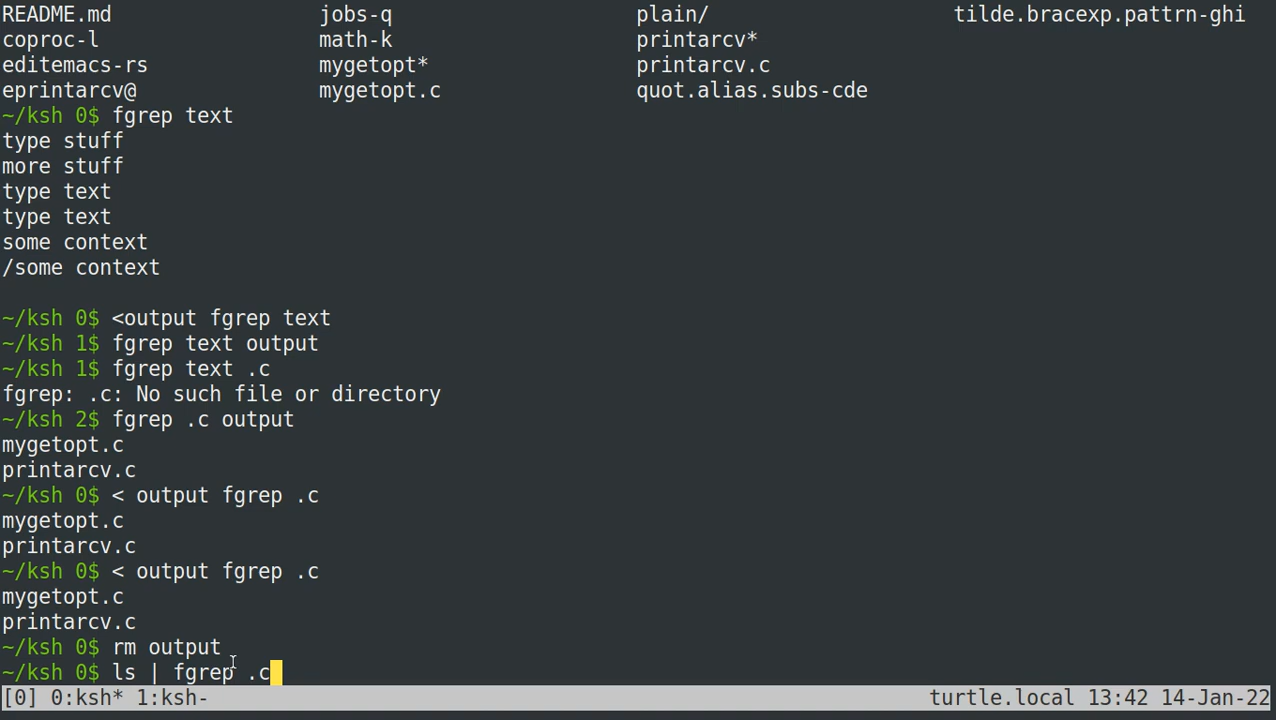 README.md jobs-q plain/ tilde.bracexp.pattrn-ghi
coproc-l math-k printarcv*
editemacs-rs mygetopt* printarcv.c
eprintarcv@ mygetopt.c quot.alias.subs-cde
~/ksh 0$ fgrep text
type stuff
more stuff
type text
type text
some context
/some context
~/ksh 0$ <output fgrep text
~/ksh 1$ fgrep text output
~/ksh 1$ fgrep text .c
fgrep: .c: No such file or directory
~/ksh 2$ fgrep .c output
mygetopt.c
printarcv.c
~/ksh 0$ < output fgrep .c
mygetopt.c
printarcv.c
~/ksh 0$ < output fgrep .c
mygetopt.c
printarcv.c
~/ksh 0$ rm output
~/ksh 0$ ls | fgrep .c
[0] 0:ksh* 1:ksh- turtle.local 13:42 14-Jan-22